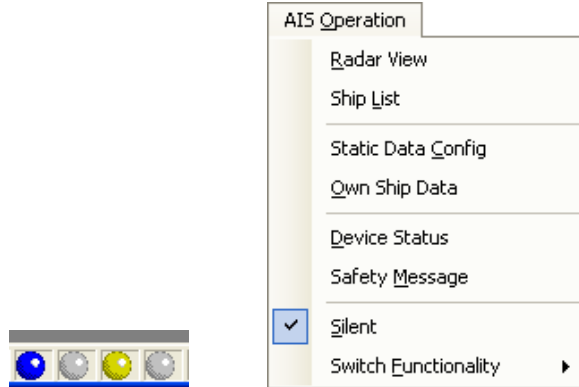 AIS Operation
Radar View
Ship List
Static Data Config
Own Ship Data
Device Status
Safety Message
Silent
Switch Functionality